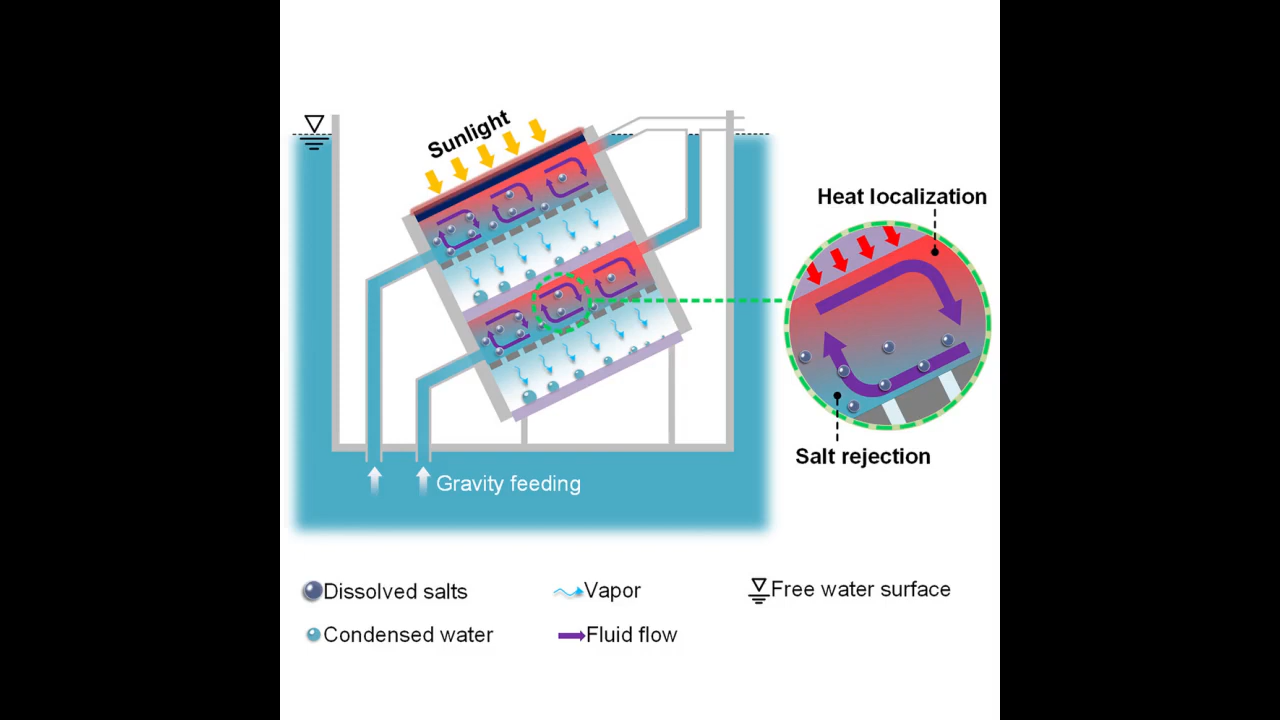 Sunlight
Heat localization
Salt rejection
Gravity feeding
Dissolved salts
Vapor
Free water surface
Condensed water
Fluid flow